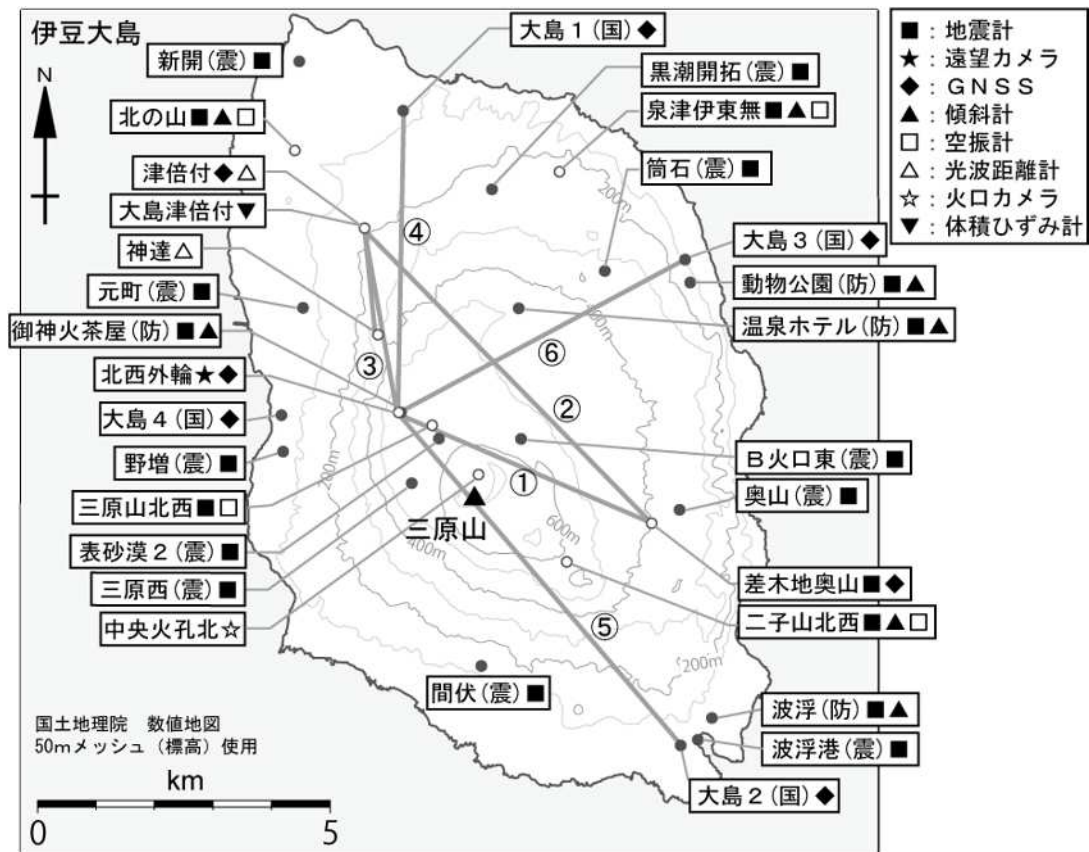 伊豆大島
N
新開(震)■
北の山■▲□
津倍付◆△
大島津倍付▼
神達△
元町(震)■
御神火茶屋(防)■▲
北西外輪★◆
大島4(国)◆
野増(震)■
三原山北西■□
表砂漠2(震)■
三原西(震)■
中央火孔北☆
大島1(国)◆
黒潮開拓(震)■
泉津伊東無■▲□
筒石(震)■
大島3(国)◆
動物公園(防)■▲
温泉ホテル(防)■▲
B火口東(震)■
奥山(震)■
差木地奥山■◆
二子山北西■▲□
波浮(防)■▲
波浮港(震)■
大島2(国)◆
間伏(震)■
三原山
①
②
③
④
⑤
⑥
200m
400m
200m
400m
600m
200m
国土地理院 数値地図
50mメッシュ(標高)使用
km
0 5
■:地震計
★:遠望カメラ
◆:GNSS
▲:傾斜計
□:空振計
△:光波距離計
☆:火口カメラ
▼:体積ひずみ計